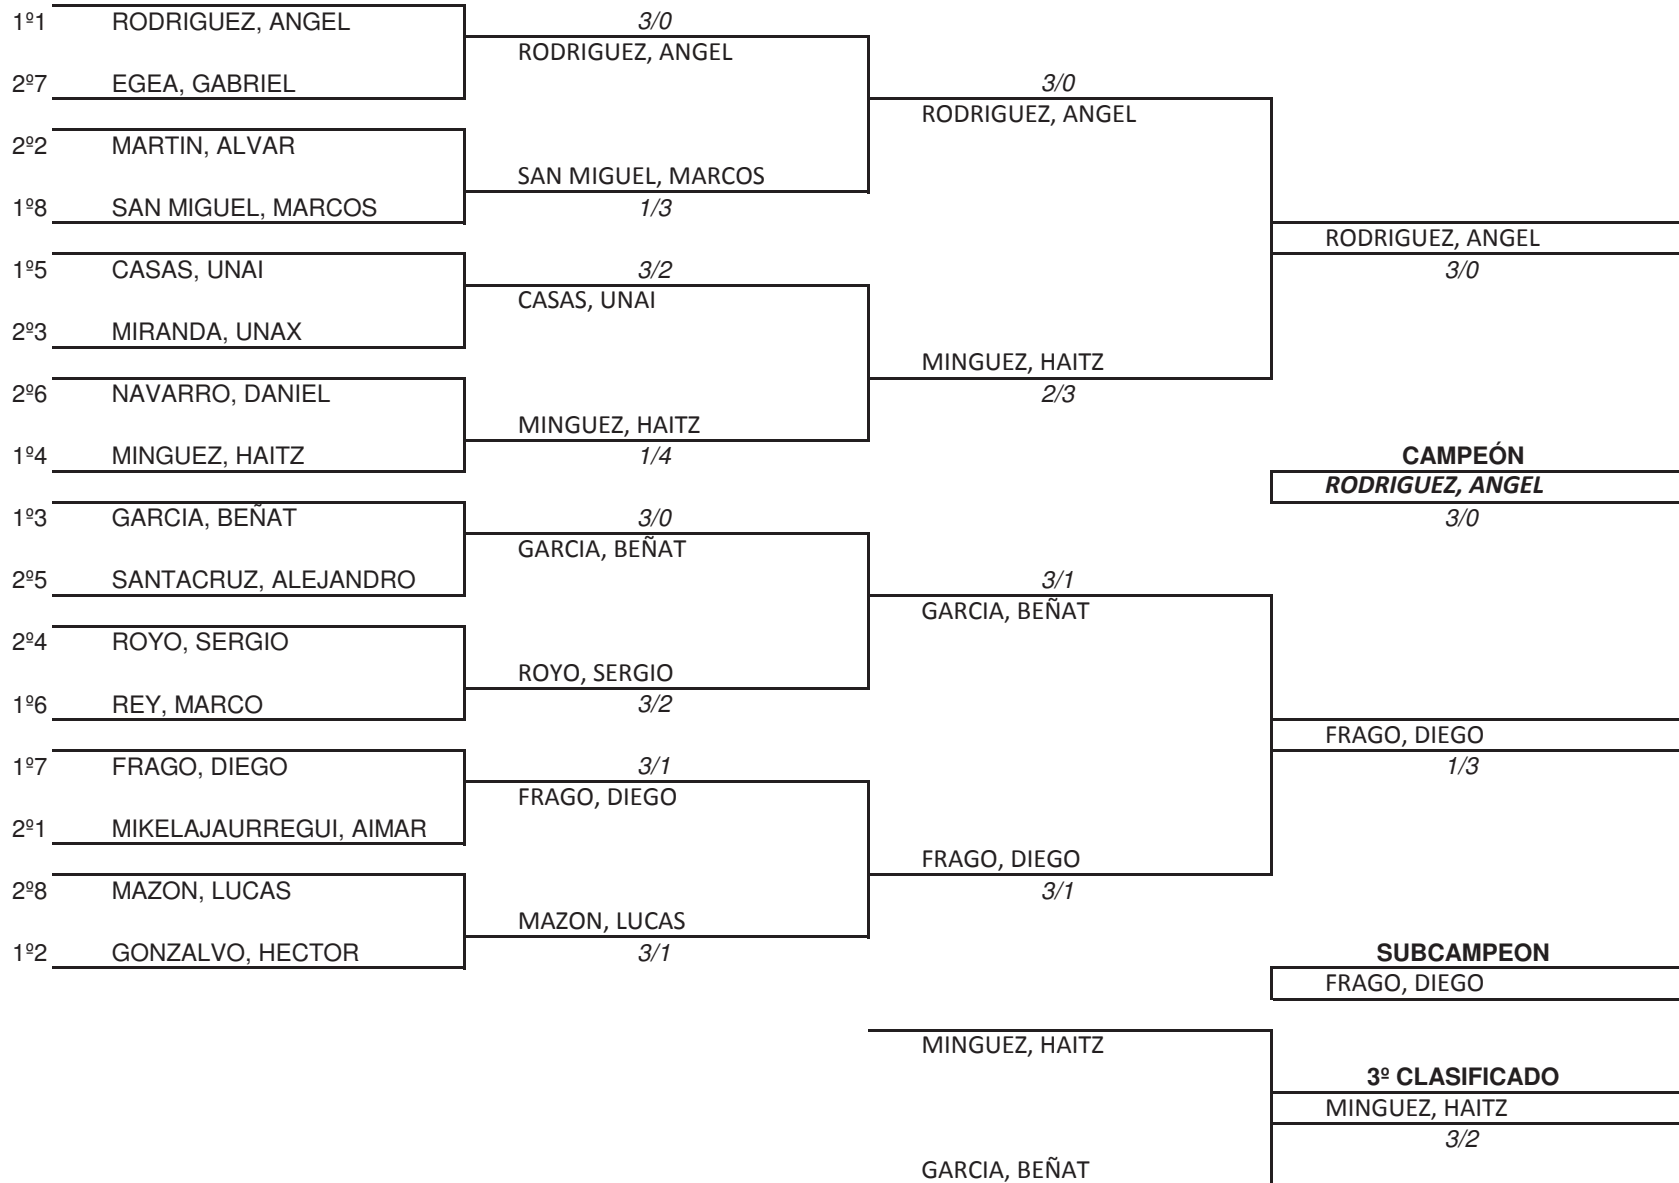 1º1 RODRIGUEZ, ANGEL 3/0
RODRIGUEZ, ANGEL
2º7 EGEA, GABRIEL 3/0
RODRIGUEZ, ANGEL
2º2 MARTIN, ALVAR
SAN MIGUEL, MARCOS
1º8 SAN MIGUEL, MARCOS 1/3
RODRIGUEZ, ANGEL
1º5 CASAS, UNAI 3/2 3/0
CASAS, UNAI
2º3 MIRANDA, UNAX
MINGUEZ, HAITZ
2º6 NAVARRO, DANIEL 2/3
MINGUEZ, HAITZ
1º4 MINGUEZ, HAITZ 1/4 CAMPEÓN
RODRIGUEZ, ANGEL
1º3 GARCIA, BEÑAT 3/0 3/0
GARCIA, BEÑAT
2º5 SANTACRUZ, ALEJANDRO 3/1
GARCIA, BEÑAT
2º4 ROYO, SERGIO
ROYO, SERGIO
1º6 REY, MARCO 3/2
FRAGO, DIEGO
1º7 FRAGO, DIEGO 3/1 1/3
FRAGO, DIEGO
2º1 MIKELAJAURREGUI, AIMAR
FRAGO, DIEGO
2º8 MAZON, LUCAS 3/1
MAZON, LUCAS
1º2 GONZALVO, HECTOR 3/1 SUBCAMPEON
FRAGO, DIEGO
MINGUEZ, HAITZ
3º CLASIFICADO
MINGUEZ, HAITZ
3/2
GARCIA, BEÑAT